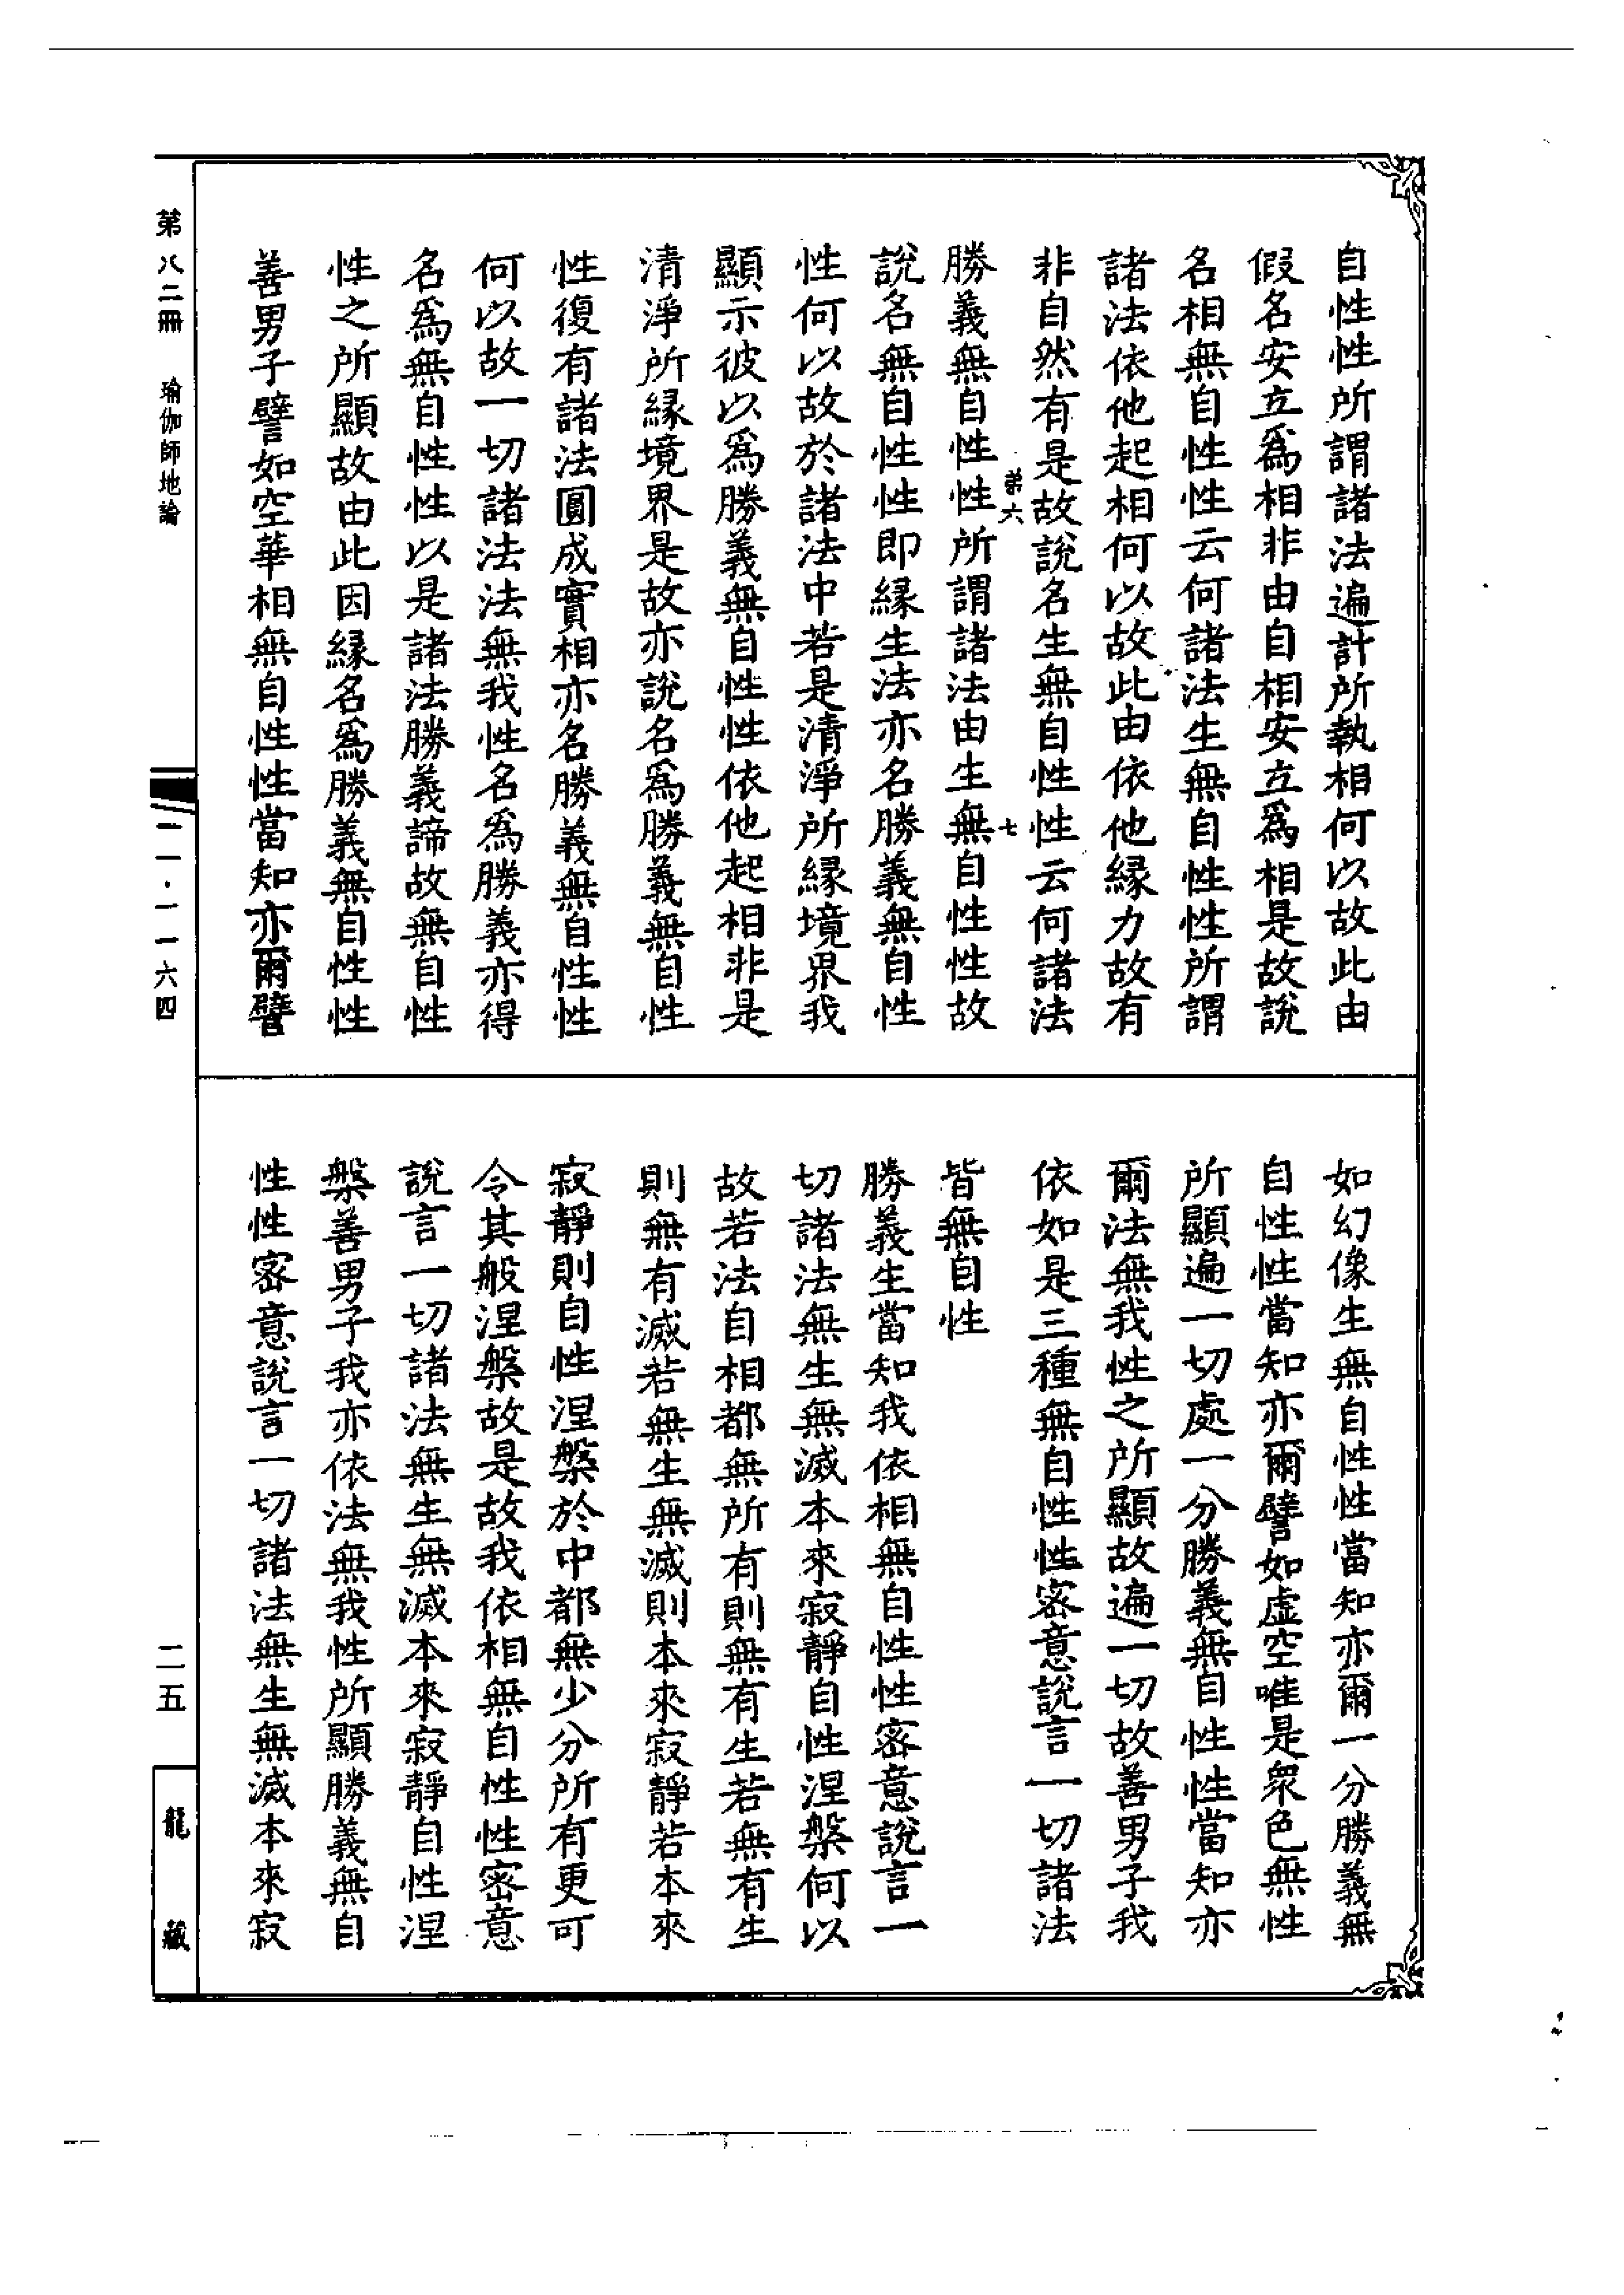 自性性所謂諸法遍計所執相何以故此由
假名安立爲相非由自相安立爲相是故說
名相無自性性云何諸法生無自性性所謂
諸法依他起相何以故此由依他緣力故有
非自然有是故說名生無自性性云何諸法
第六
七
勝義無自性性所謂諸法由生無自性性故
說名無自性性即緣生法亦名勝義無自性
性何以故於諸法中若是清淨所緣境界我
顯示彼以爲勝義無自性性依他起相非是
清淨所緣境界是故亦說名爲勝義無自性
性復有諸法圓成實相亦名勝義無自性性
何以故一切諸法法無我性名爲勝義亦得
名爲無自性性以是諸法勝義諦故無自性
性之所顯故由此因緣名爲勝義無自性性
善男子譬如空華相無自性性當知亦爾譬
如幻像生無自性性當知亦爾一分勝義無
自性性當知亦爾譬如虛空唯是衆色無性
所顯遍一切處一分勝義無自性性當知亦
爾法無我性之所顯故遍一切故善男子我
依如是三種無自性性密意說言一切諸法
皆無自性
勝義生當知我依相無自性性密意說言一
切諸法無生無滅本來寂靜自性涅槃何以
故若法自相都無所有則無有生若無有生
則無有滅若無生無滅則本來寂靜若本來
寂靜則自性涅槃於中都無少分所有更可
令其般涅槃故是故我依相無自性性密意
說言一切諸法無生無滅本來寂靜自性涅
槃善男子我亦依法無我性所顯勝義無自
性性密意說言一切諸法無生無滅本來寂
第八二冊　瑜伽師地論
二一·一一六四
二五
龍藏